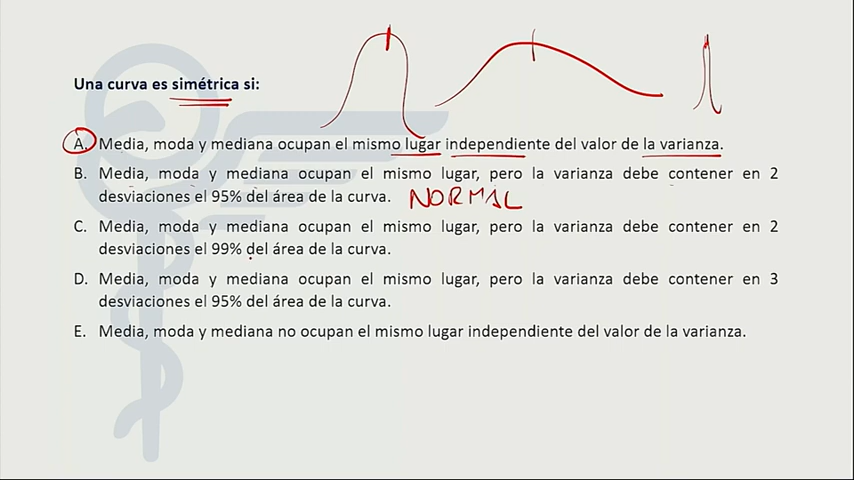 Una curva es simétrica si:
A. Media, moda y mediana ocupan el mismo lugar independiente del valor de la varianza.
B. Media, moda y mediana ocupan el mismo lugar, pero la varianza debe contener en 2
desviaciones el 95% del área de la curva. NORMAL
C. Media, moda y mediana ocupan el mismo lugar, pero la varianza debe contener en 2
desviaciones el 99% del área de la curva.
D. Media, moda y mediana ocupan el mismo lugar, pero la varianza debe contener en 3
desviaciones el 95% del área de la curva.
E. Media, moda y mediana no ocupan el mismo lugar independiente del valor de la varianza.